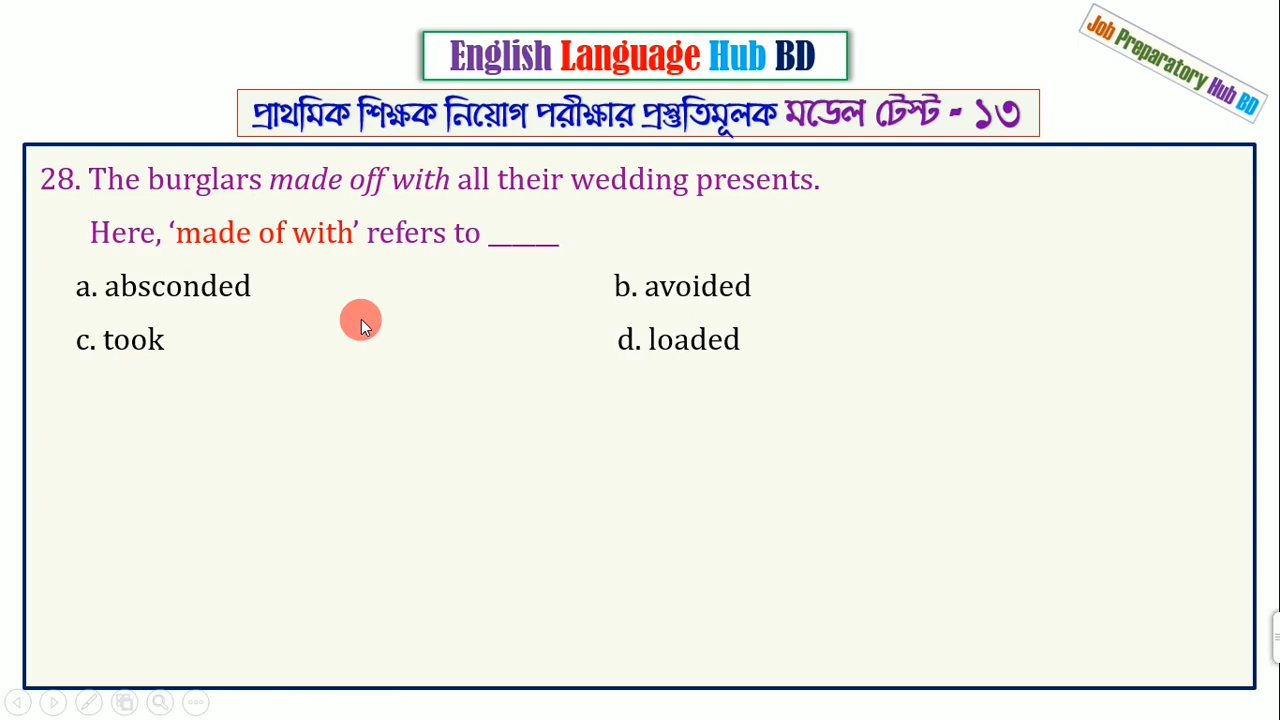 English Language Hub BD
Job Preparatory Hub BD
প্রাথমিক শিক্ষক নিয়োগ পরীক্ষার প্রস্তুতিমূলক মডেল টেস্ট - ১৩
28. The burglars made off with all their wedding presents.
Here, ‘made of with’ refers to ______
a. absconded b. avoided
c. took d. loaded